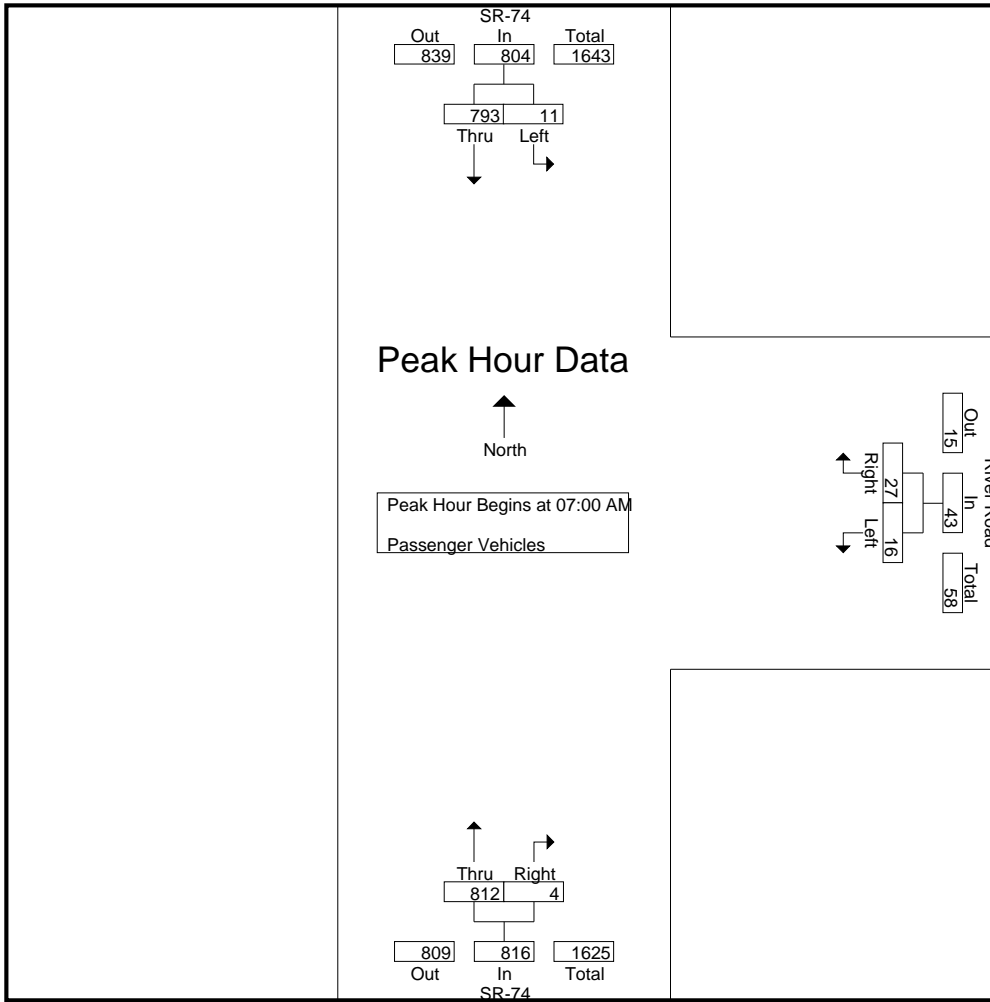 SR-74
Out In Total
839 804 1643
793 11
Thru Left
Peak Hour Data
North
Peak Hour Begins at 07:00 AM
Passenger Vehicles
River Road
Out In Total
15 43 58
Right Left
27 16
Thru Right
812 4
809 816 1625
Out In Total
SR-74